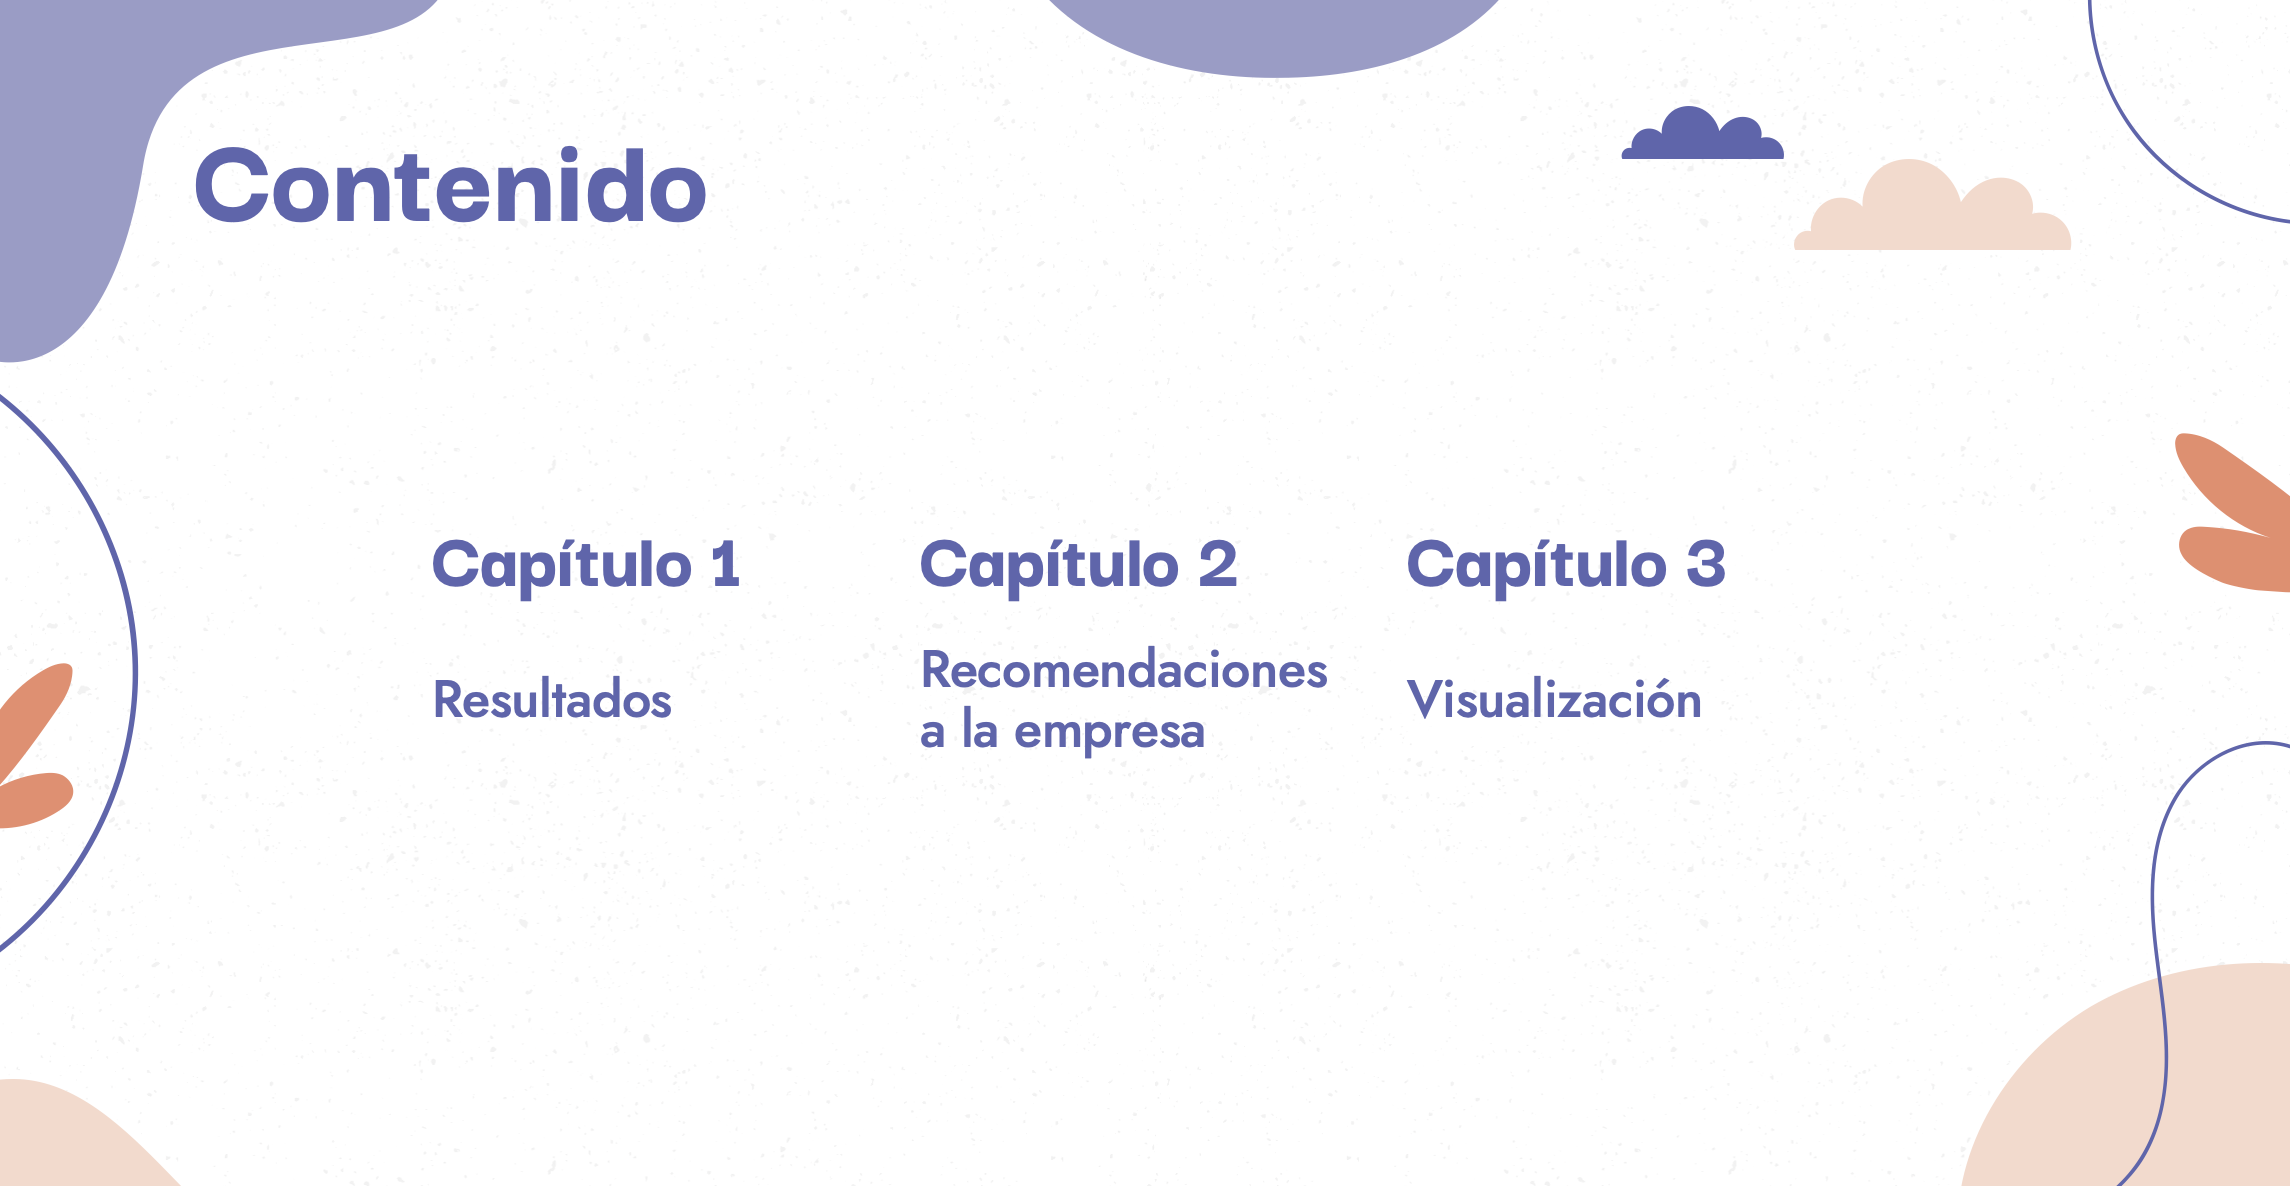 Contenido
Capítulo 1
Resultados
Capítulo 2
Recomendaciones
a la empresa
Capítulo 3
Visualización